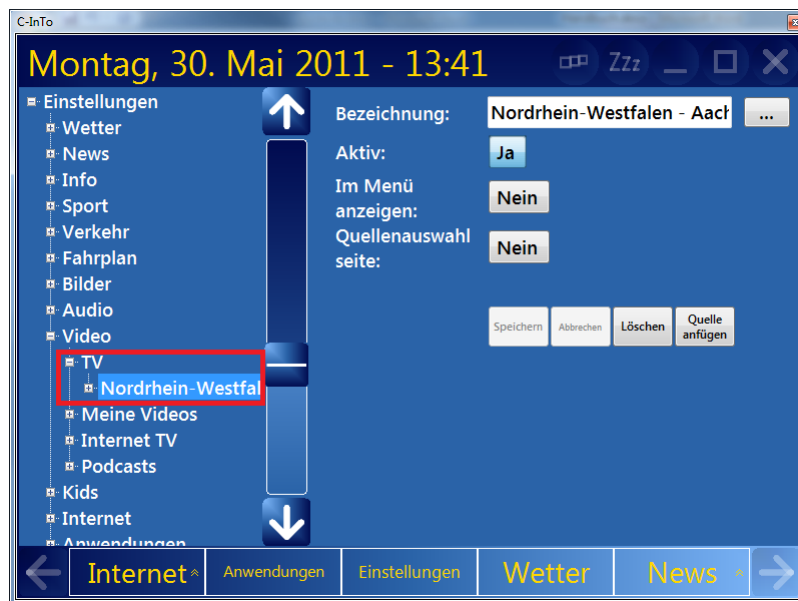 C-InTo
Montag, 30. Mai 2011 - 13:41
Zzz
Einstellungen
Wetter
News
Info
Sport
Verkehr
Fahrplan
Bilder
Audio
Video
TV
Nordrhein-Westfal
Meine Videos
Internet TV
Podcasts
Kids
Internet
Anwendungen
Bezeichnung:
Nordrhein-Westfalen - Aach
...
Aktiv:
Ja
Im Menü
anzeigen:
Nein
Quellenauswahl
seite:
Nein
Speichern
Abbrechen
Löschen
Quelle
anfügen
Internet
Anwendungen
Einstellungen
Wetter
News